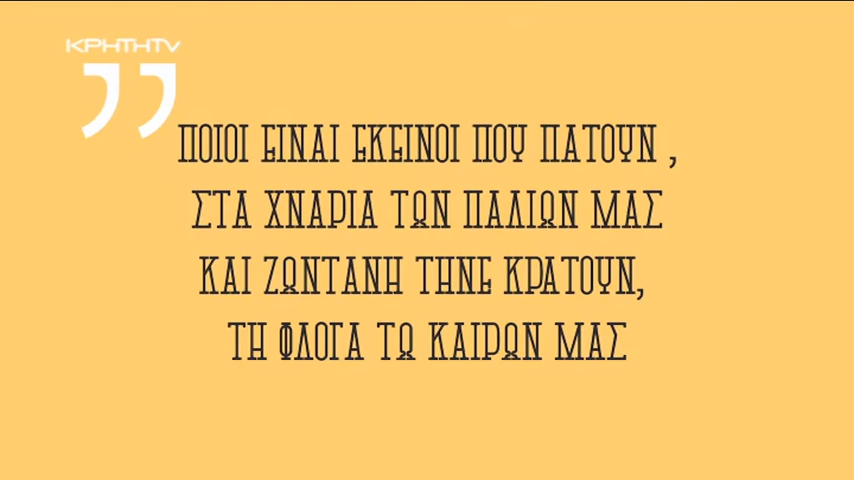 ΚΡΗΤΗTV
ΠΟΙΟΙ ΕΙΝΑΙ ΕΚΕΙΝΟΙ ΠΟΥ ΠΑΤΟΥΝ ,
ΣΤΑ ΧΝΑΡΙΑ ΤΩΝ ΠΑΛΙΩΝ ΜΑΣ
ΚΑΙ ΖΩΝΤΑΝΗ ΤΗΝΕ ΚΡΑΤΟΥΝ,
ΤΗ ΦΛΟΓΑ ΤΩ ΚΑΙΡΩΝ ΜΑΣ